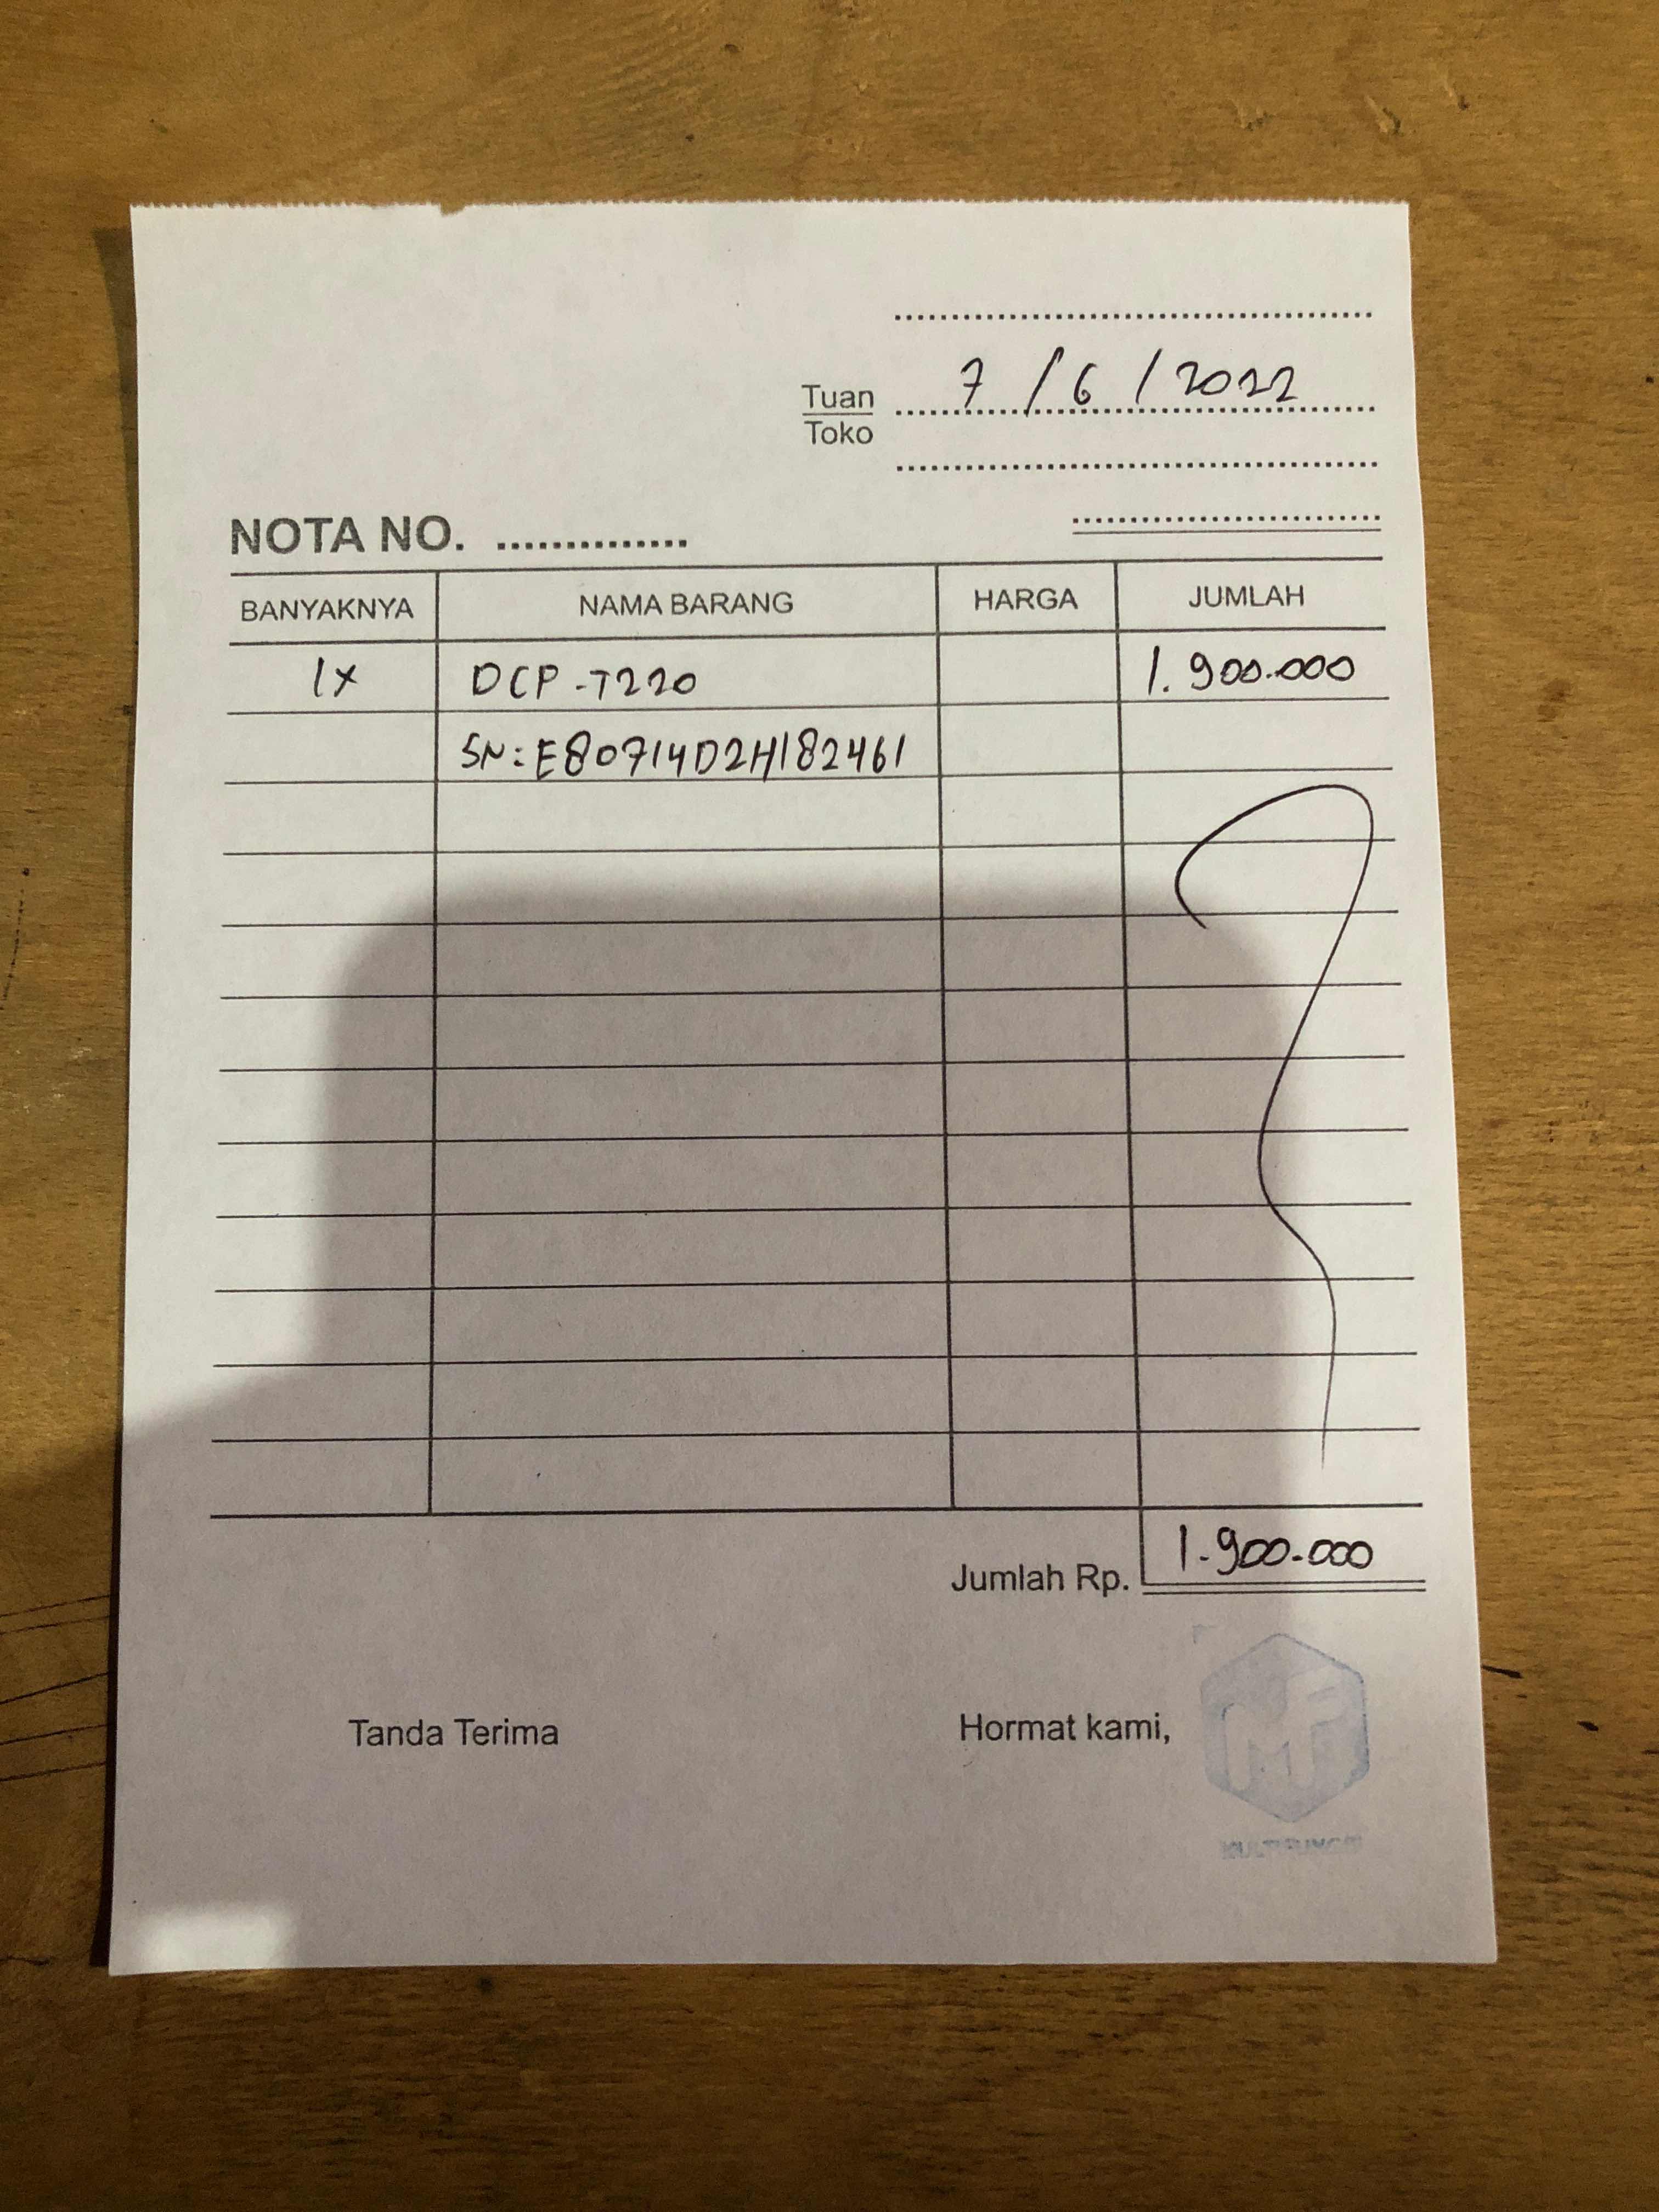 7/6/2022
Tuan
Toko
NOTA NO. ..............
BANYAKNYA NAMA BARANG HARGA JUMLAH
1x DCP-T220 1.900.000
SN:E80714D2H182461
Jumlah Rp. 1.900.000
Tanda Terima Hormat kami,
MF